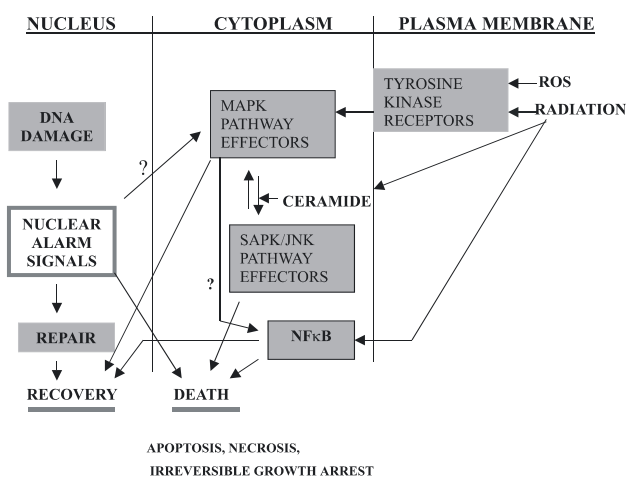 NUCLEUS CYTOPLASM PLASMA MEMBRANE
TYROSINE
KINASE
RECEPTORS
ROS
RADIATION
DNA
DAMAGE
MAPK
PATHWAY
EFFECTORS
?
CERAMIDE
NUCLEAR
ALARM
SIGNALS
SAPK/JNK
PATHWAY
EFFECTORS
?
REPAIR
NFκB
RECOVERY
DEATH
APOPTOSIS, NECROSIS,
IRREVERSIBLE GROWTH ARREST